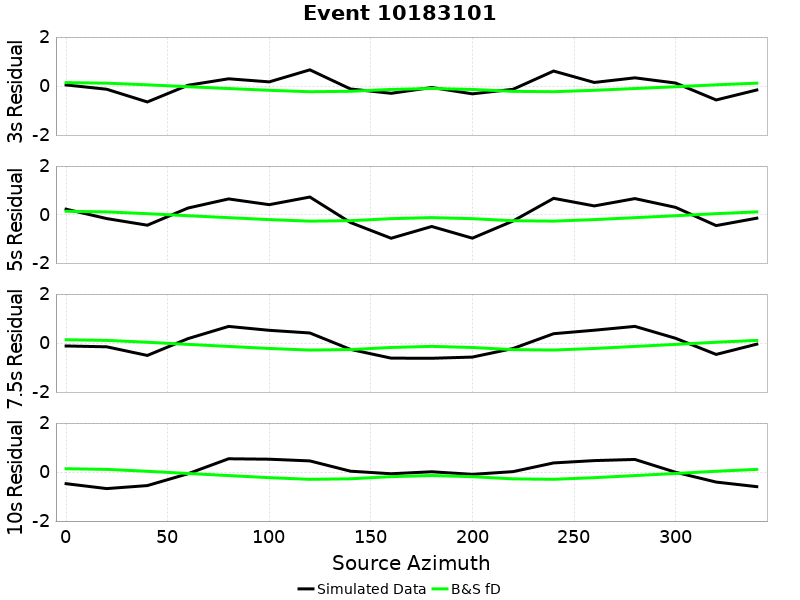 Event 10183101
3s Residual
2
0
-2
5s Residual
2
0
-2
7.5s Residual
2
0
-2
10s Residual
2
0
-2
0 50 100 150 200 250 300
Source Azimuth
Simulated Data B&S fD